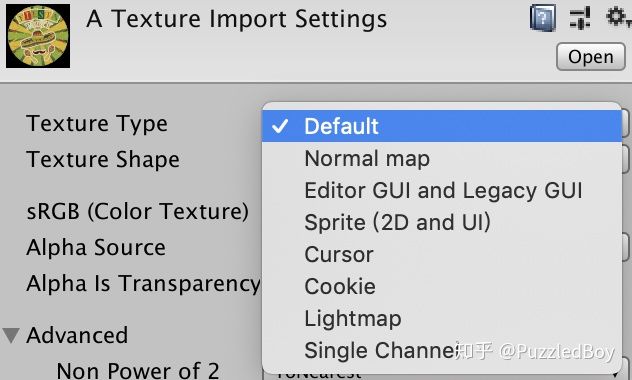 A Texture Import Settings
Open
Texture Type
Default
Normal map
Texture Shape
Editor GUI and Legacy GUI
sRGB (Color Texture)
Sprite (2D and UI)
Alpha Source
Cursor
Alpha Is Transparency
Cookie
Lightmap
Advanced
Single Channel
Non Power of 2
ToNearest
知乎 @PuzzledBoy